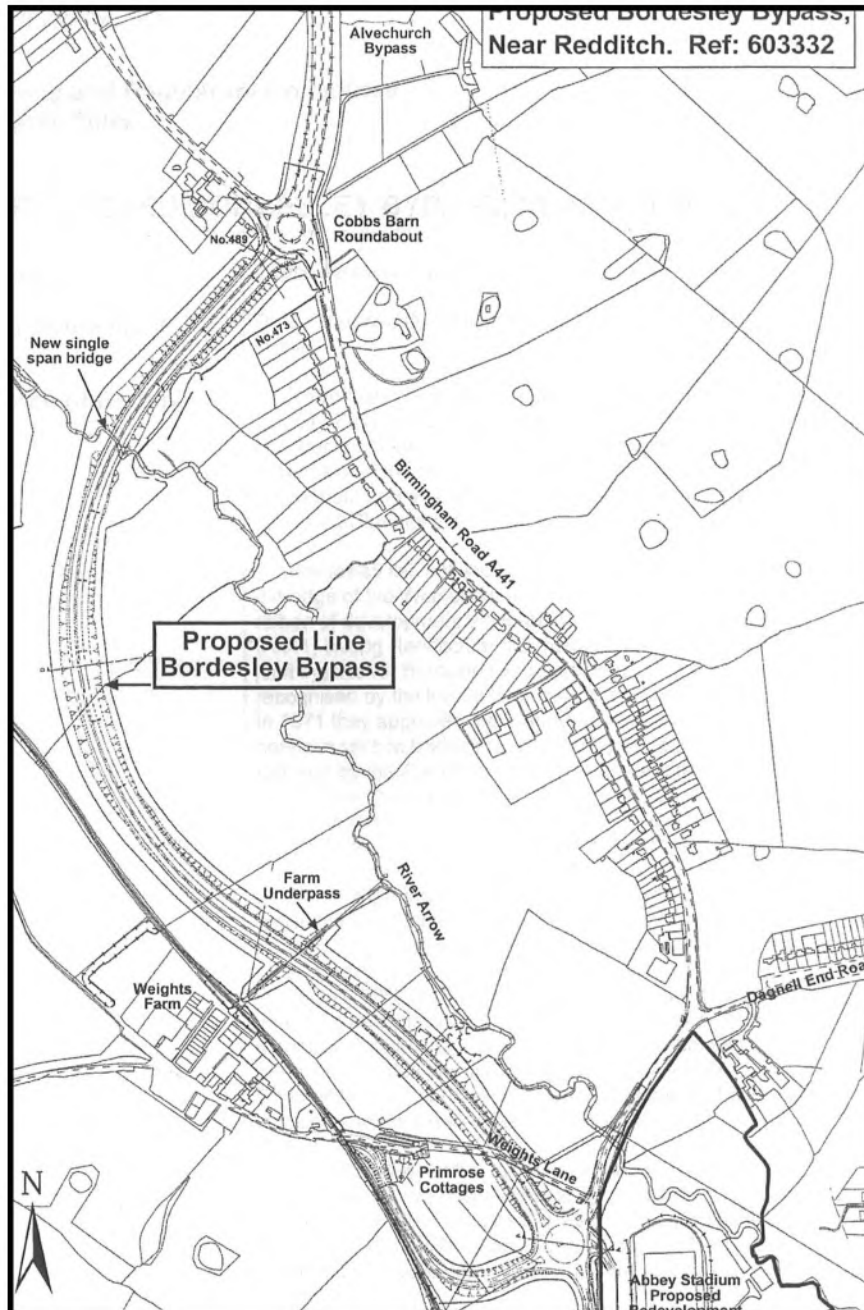 Proposed Bordesley Bypass,
Near Redditch. Ref: 603332
Alvechurch
Bypass
No.489
Cobbs Barn
Roundabout
New single
span bridge
No.473
Birmingham Road A441
Proposed Line
Bordesley Bypass
Farm
Underpass
River Arrow
Weights
Farm
Dagnell End Road
Weights Lane
Primrose
Cottages
N
Abbey Stadium
Proposed
Redevelopment